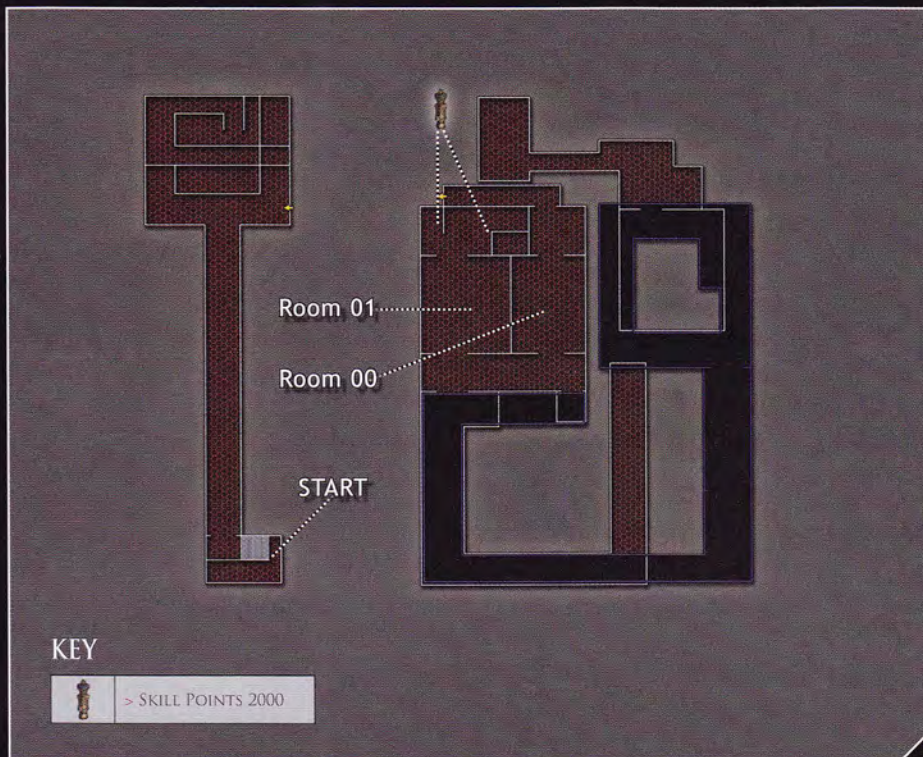 Room 01
Room 00
START
KEY
> SKILL POINTS 2000